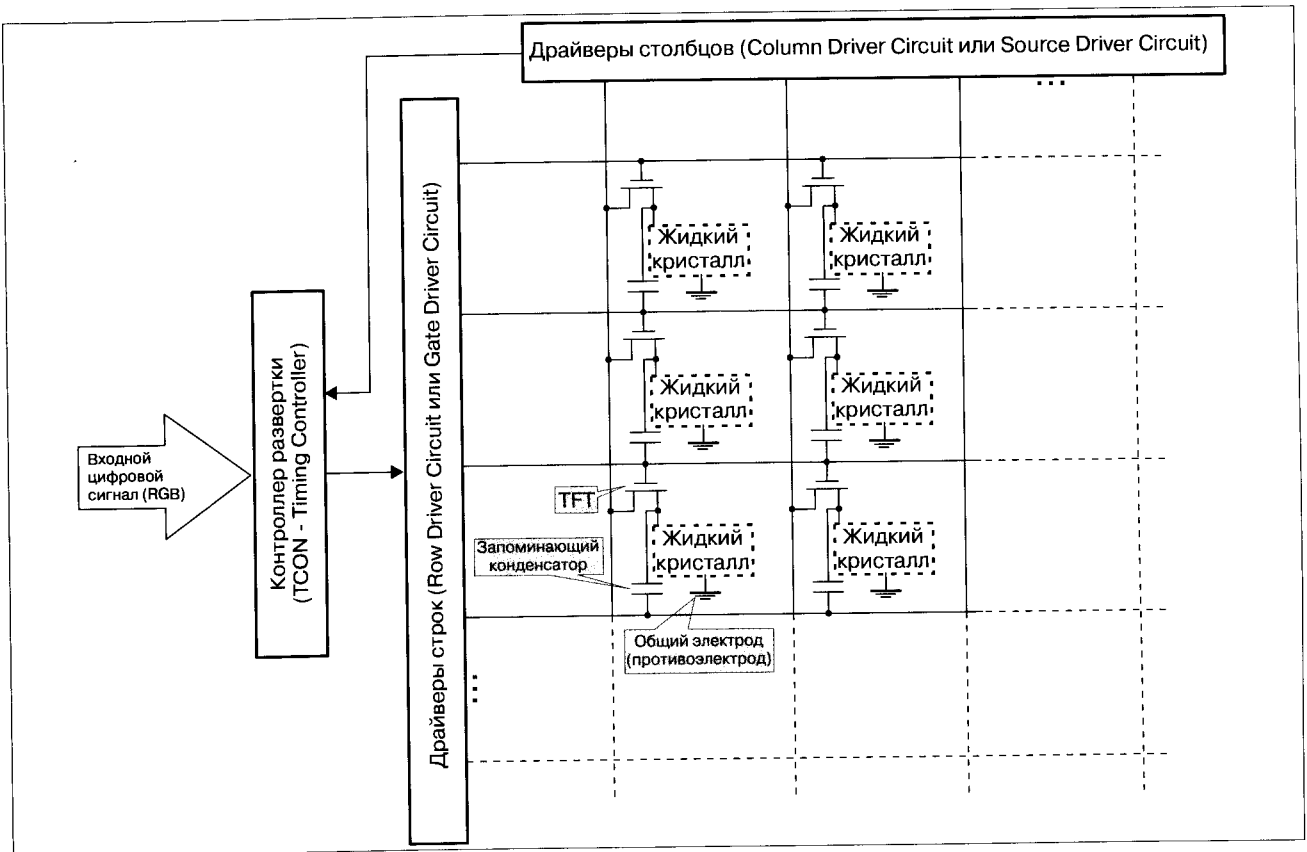 Драйверы столбцов (Column Driver Circuit или Source Driver Circuit)
...
Драйверы строк (Row Driver Circuit или Gate Driver Circuit)
Контроллер развертки
(TCON - Timing Controller)
Входной
цифровой
сигнал (RGB)
Жидкий
кристалл
Жидкий
кристалл
Жидкий
кристалл
Жидкий
кристалл
TFT
Жидкий
кристалл
Жидкий
кристалл
Запоминающий
конденсатор
Общий электрод
(противоэлектрод)
...